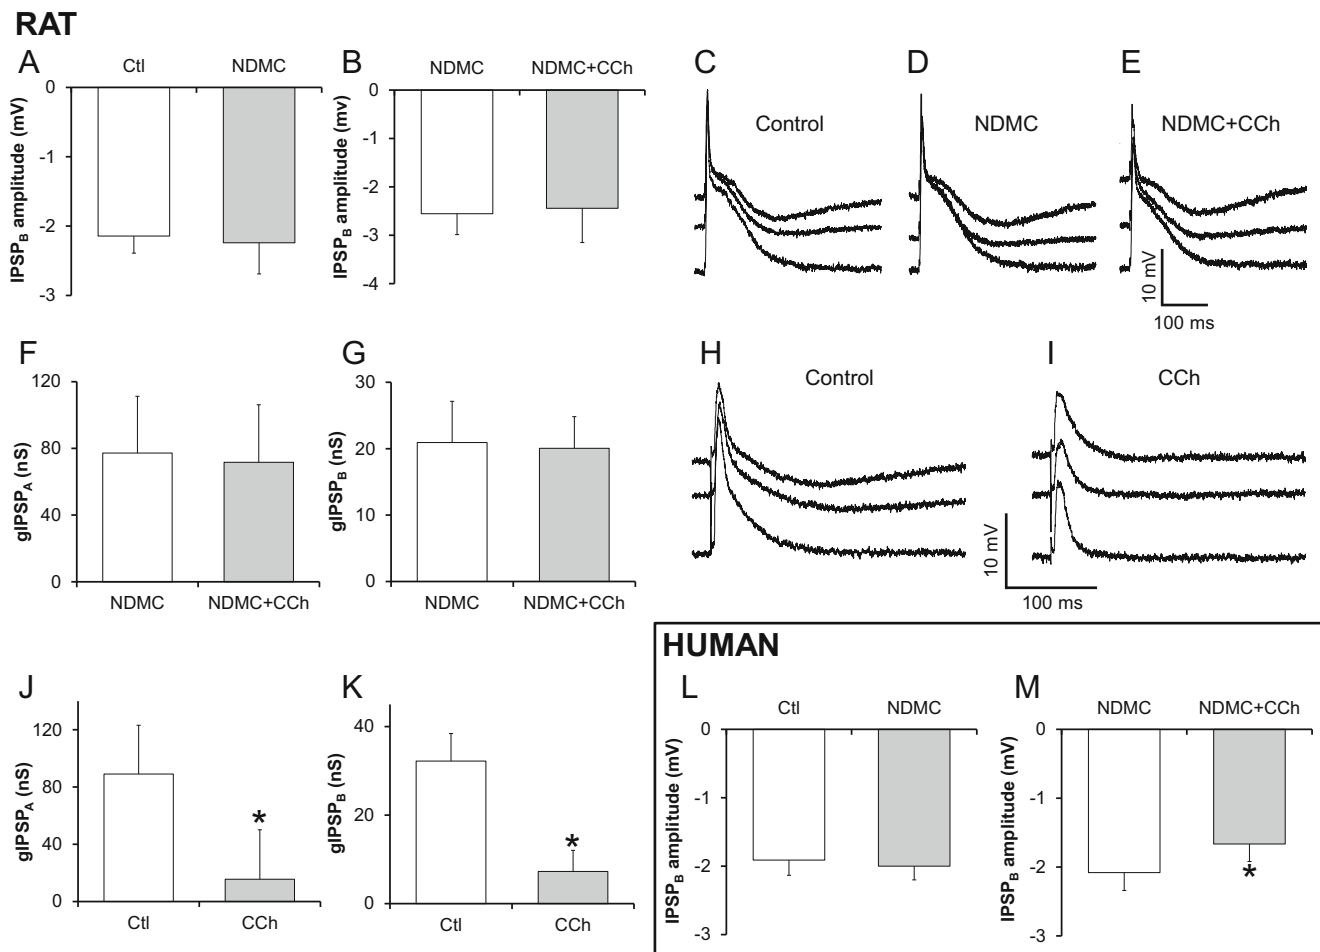 RAT
A
Ctl
NDMC
IPSPB amplitude (mV)
0
-1
-2
-3
B
NDMC
NDMC+CCh
IPSPB amplitude (mv)
0
-1
-2
-3
-4
C
Control
D
NDMC
E
NDMC+CCh
10 mV
100 ms
F
gIPSPA (nS)
120
80
40
0
NDMC
NDMC+CCh
G
gIPSPB (nS)
30
20
10
0
NDMC
NDMC+CCh
H
Control
I
CCh
10 mV
100 ms
J
gIPSPA (nS)
120
80
40
0
*
Ctl
CCh
K
gIPSPB (nS)
40
20
0
*
Ctl
CCh
HUMAN
L
Ctl
NDMC
IPSPB amplitude (mV)
0
-1
-2
-3
M
NDMC
NDMC+CCh
IPSPB amplitude (mV)
0
-1
-2
-3
*